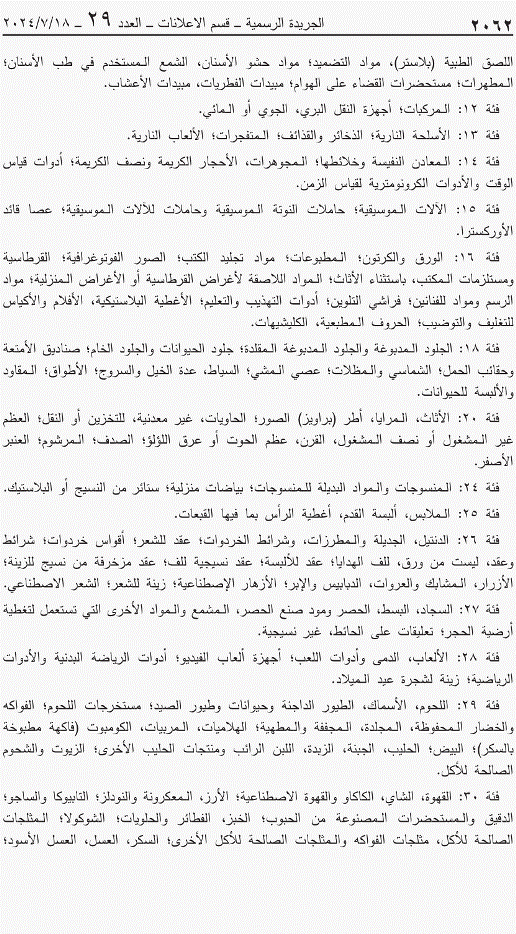 ٢٠٦٢
الجريدة الرسمية ـ قسم الاعلانات ـ العدد ٢٩ ـ ٢٠٢٤/٧/١٨
اللصق الطبية (بلاستر)، مواد التضميد؛ مواد حشو الأسنان، الشمع المستخدم في طب الأسنان؛
المطهرات؛ مستحضرات القضاء على الهوام؛ مبيدات الفطريات، مبيدات الأعشاب.
فئة ١٢: المركبات؛ أجهزة النقل البري، الجوي أو المائي.
فئة ١٣: الأسلحة النارية؛ الذخائر والقذائف؛ المتفجرات؛ الألعاب النارية.
فئة ١٤: المعادن النفيسة وخلائطها؛ المجوهرات، الأحجار الكريمة ونصف الكريمة؛ أدوات قياس
الوقت والأدوات الكرونومترية لقياس الزمن.
فئة ١٥: الآلات الموسيقية؛ حاملات النوتة الموسيقية وحاملات للآلات الموسيقية؛ عصا قائد
الأوركسترا.
فئة ١٦: الورق والكرتون؛ المطبوعات؛ مواد تجليد الكتب؛ الصور الفوتوغرافية؛ القرطاسية
ومستلزمات المكتب، باستثناء الأثاث؛ المواد اللاصقة لأغراض القرطاسية أو الأغراض المنزلية؛ مواد
الرسم ومواد للفنانين؛ فراشي التلوين؛ أدوات التهذيب والتعليم؛ الأغطية البلاستيكية، الأفلام والأكياس
للتغليف والتوضيب؛ الحروف المطبعية، الكليشيهات.
فئة ١٨: الجلود المدبوغة والجلود المدبوغة المقلدة؛ جلود الحيوانات والجلود الخام؛ صناديق الأمتعة
وحقائب الحمل؛ الشماسي والمظلات؛ عصي المشي؛ السياط، عدة الخيل والسروج؛ الأطواق؛ المقاود
والألبسة للحيوانات.
فئة ٢٠: الأثاث، المرايا، أطر (براويز) الصور؛ الحاويات، غير معدنية، للتخزين أو النقل؛ العظم
غير المشغول أو نصف المشغول، القرن، عظم الحوت أو عرق اللؤلؤ؛ الصدف؛ المرشوم؛ العنبر
الأصفر.
فئة ٢٤: المنسوجات والمواد البديلة للمنسوجات؛ بياضات منزلية؛ ستائر من النسيج أو البلاستيك.
فئة ٢٥: الملابس، ألبسة القدم، أغطية الرأس بما فيها القبعات.
فئة ٢٦: الدنتيل، الجديلة والمطرزات، وشرائط الخردوات؛ عقد للشعر؛ أقواس خردوات؛ شرائط
وعقد، ليست من ورق، للف الهدايا؛ عقد للألبسة؛ عقد نسيجية للف؛ عقد مزخرفة من نسيج للزينة؛
الأزرار، المشابك والعروات، الدبابيس والإبر؛ الأزهار الإصطناعية؛ زينة للشعر؛ الشعر الاصطناعي.
فئة ٢٧: السجاد، البسط، الحصر ومود صنع الحصر، المشمع والمواد الأخرى التي تستعمل لتغطية
أرضية الحجر؛ تعليقات على الحائط، غير نسيجية.
فئة ٢٨: الألعاب، الدمى وأدوات اللعب؛ أجهزة ألعاب الفيديو؛ أدوات الرياضة البدنية والأدوات
الرياضية؛ زينة لشجرة عيد الميلاد.
فئة ٢٩: اللحوم، الأسماك، الطيور الداجنة وحيوانات وطيور الصيد؛ مستخرجات اللحوم؛ الفواكه
والخضار المحفوظة، المجلدة، المجففة والمطهية؛ الهلاميات، المربيات، الكومبوت (فاكهة مطبوخة
بالسكر)؛ البيض؛ الحليب، الجبنة، الزبدة، اللبن الرائب ومنتجات الحليب الأخرى؛ الزيوت والشحوم
الصالحة للأكل.
فئة ٣٠: القهوة، الشاي، الكاكاو والقهوة الاصطناعية؛ الأرز، المعكرونة والنودلز؛ التابيوكا والساجو؛
الدقيق والمستحضرات المصنوعة من الحبوب؛ الخبز، الفطائر والحلويات؛ الشوكولا؛ المثلجات
الصالحة للأكل، مثلجات الفواكه والمثلجات الصالحة للأكل الأخرى؛ السكر، العسل، العسل الأسود؛